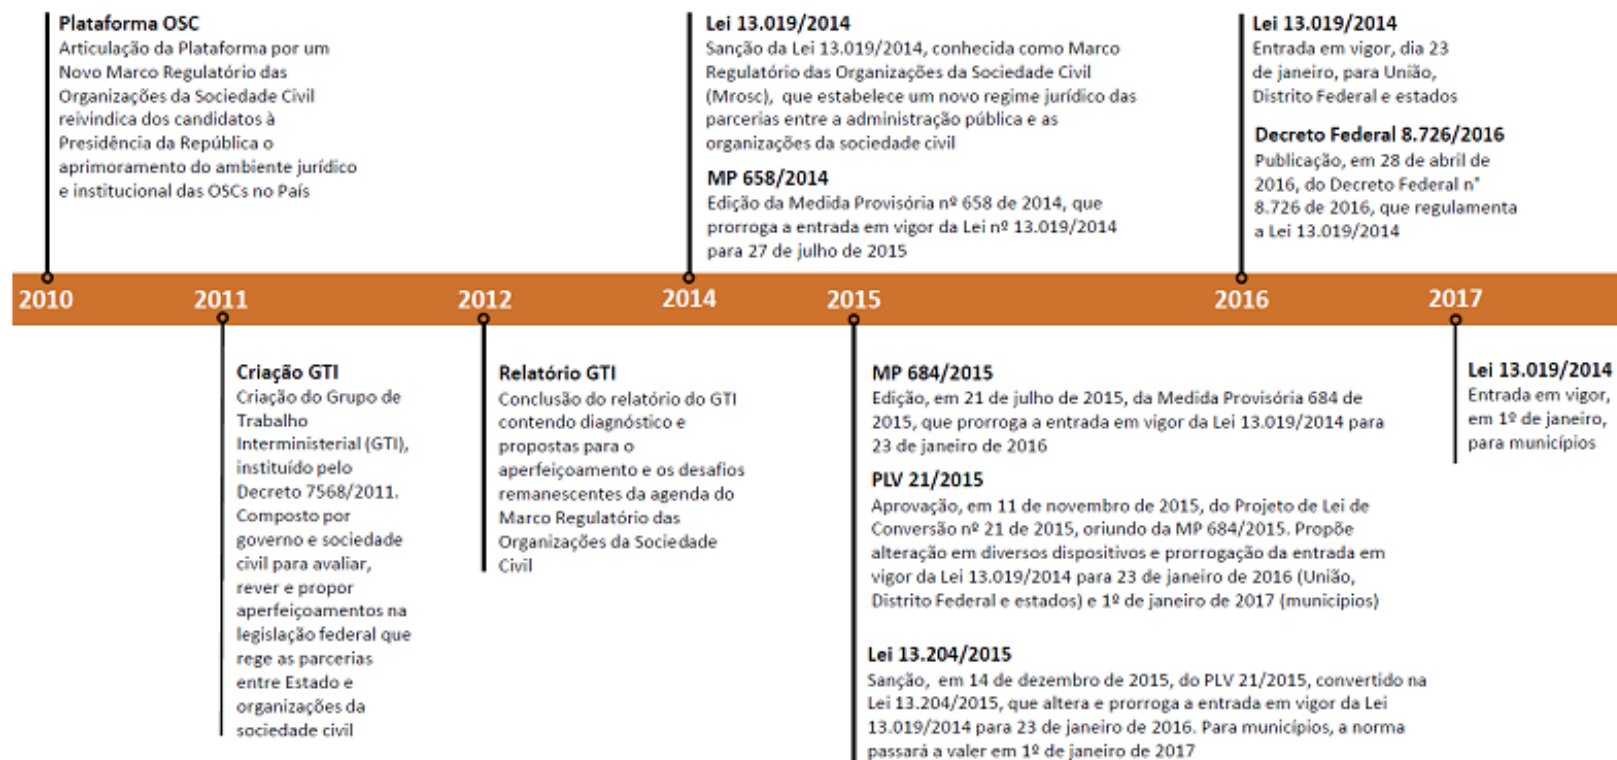 Plataforma OSC
Articulação da Plataforma por um
Novo Marco Regulatório das
Organizações da Sociedade Civil
reivindica dos candidatos à
Presidência da República o
aprimoramento do ambiente jurídico
e institucional das OSCs no País
Lei 13.019/2014
Sanção da Lei 13.019/2014, conhecida como Marco
Regulatório das Organizações da Sociedade Civil
(Mrosc), que estabelece um novo regime jurídico das
parcerias entre a administração pública e as
organizações da sociedade civil
MP 658/2014
Edição da Medida Provisória nº 658 de 2014, que
prorroga a entrada em vigor da Lei nº 13.019/2014
para 27 de julho de 2015
Lei 13.019/2014
Entrada em vigor, dia 23
de janeiro, para União,
Distrito Federal e estados
Decreto Federal 8.726/2016
Publicação, em 28 de abril de
2016, do Decreto Federal n°
8.726 de 2016, que regulamenta
a Lei 13.019/2014
2010
2011
2012
2014
2015
2016
2017
Criação GTI
Criação do Grupo de
Trabalho
Interministerial (GTI),
instituído pelo
Decreto 7568/2011.
Composto por
governo e sociedade
civil para avaliar,
rever e propor
aperfeiçoamentos na
legislação federal que
rege as parcerias
entre Estado e
organizações da
sociedade civil
Relatório GTI
Conclusão do relatório do GTI
contendo diagnóstico e
propostas para o
aperfeiçoamento e os desafios
remanescentes da agenda do
Marco Regulatório das
Organizações da Sociedade
Civil
MP 684/2015
Edição, em 21 de julho de 2015, da Medida Provisória 684 de
2015, que prorroga a entrada em vigor da Lei 13.019/2014 para
23 de janeiro de 2016
PLV 21/2015
Aprovação, em 11 de novembro de 2015, do Projeto de Lei de
Conversão nº 21 de 2015, oriundo da MP 684/2015. Propõe
alteração em diversos dispositivos e prorrogação da entrada em
vigor da Lei 13.019/2014 para 23 de janeiro de 2016 (União,
Distrito Federal e estados) e 1º de janeiro de 2017 (municípios)
Lei 13.204/2015
Sanção, em 14 de dezembro de 2015, do PLV 21/2015, convertido na
Lei 13.204/2015, que altera e prorroga a entrada em vigor da Lei
13.019/2014 para 23 de janeiro de 2016. Para municípios, a norma
passará a valer em 1º de janeiro de 2017
Lei 13.019/2014
Entrada em vigor,
em 1º de janeiro,
para municípios